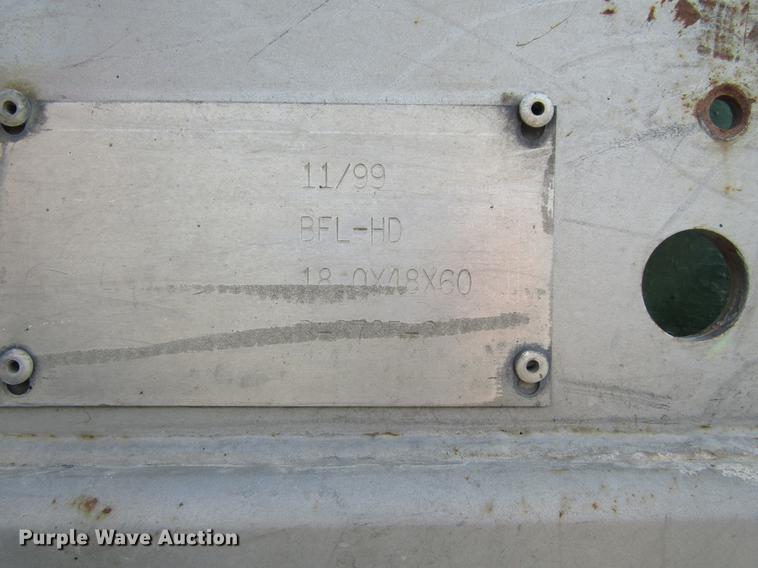 11/99
BFL-HD
18.0X48X60
Purple Wave Auction